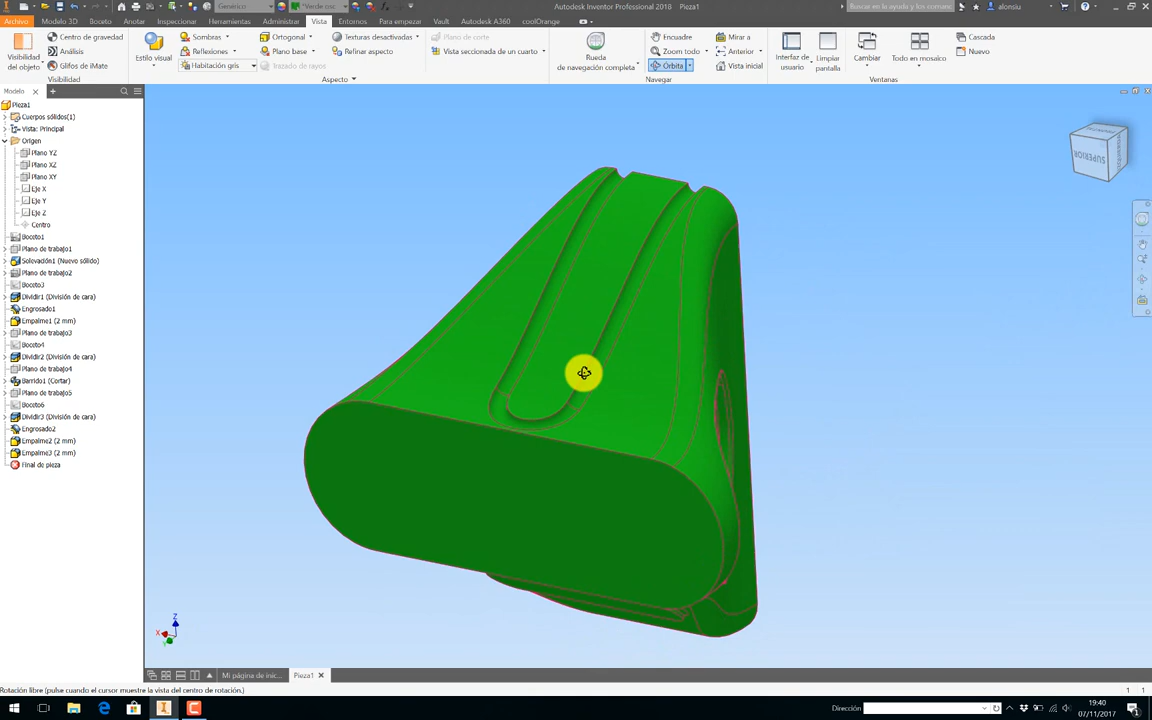 Genérico
*Verde osc
Autodesk Inventor Professional 2018 Pieza1
alonsiu
Archivo Modelo 3D Boceto Anotar Inspeccionar Herramientas Administrar Vista Entornos Para empezar Vault Autodesk A360 coolOrange
Visibilidad del objeto
Centro de gravedad
Análisis
Glifos de iMate
Visibilidad
Estilo visual
Sombras
Reflexiones
Habitación gris
Ortogonal
Plano base
Trazado de rayos
Texturas desactivadas
Refinar aspecto
Aspecto
Plano de corte
Vista seccionada de un cuarto
Rueda
de navegación completa
Encuadre
Zoom todo
Órbita
Mirar a
Anterior
Vista inicial
Navegar
Interfaz de usuario
Limpiar pantalla
Cambiar
Todo en mosaico
Cascada
Nuevo
Ventanas
Modelo
Pieza1
Cuerpos sólidos(1)
Vista: Principal
Origen
Plano YZ
Plano XZ
Plano XY
Eje X
Eje Y
Eje Z
Centro
Boceto1
Plano de trabajo1
Solevación1 (Nuevo sólido)
Plano de trabajo2
Boceto3
Dividir1 (División de cara)
Engrosado1
Empalme1 (2 mm)
Plano de trabajo3
Boceto4
Dividir2 (División de cara)
Plano de trabajo4
Barrido1 (Cortar)
Plano de trabajo5
Boceto6
Dividir3 (División de cara)
Engrosado2
Empalme2 (2 mm)
Empalme3 (2 mm)
Final de pieza
SUPERIOR
Z
X
Y
Mi página de inic...
Pieza1
Rotación libre (pulse cuando el cursor muestre la vista del centro de rotación.)
1 1
Dirección
19:40
07/11/2017